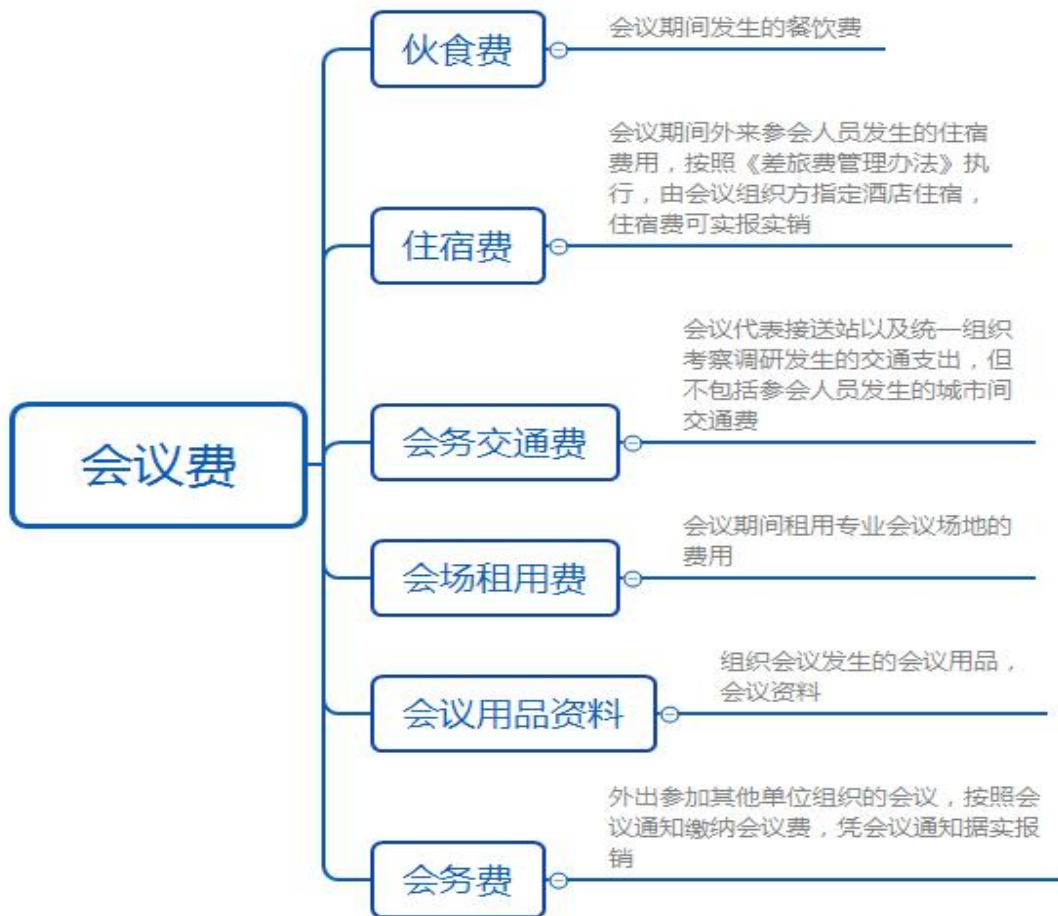 伙食费
会议期间发生的餐饮费
会议期间外来参会人员发生的住宿
费用，按照《差旅费管理办法》执
行，由会议组织方指定酒店住宿，
住宿费可实报实销
住宿费
会议代表接送站以及统一组织
考察调研发生的交通支出，但
不包括参会人员发生的城市间
交通费
会务交通费
会议费
会议期间租用专业会议场地的
费用
会场租用费
组织会议发生的会议用品，
会议资料
会议用品资料
外出参加其他单位组织的会议，按照会
议通知缴纳会议费，凭会议通知据实报
销
会务费